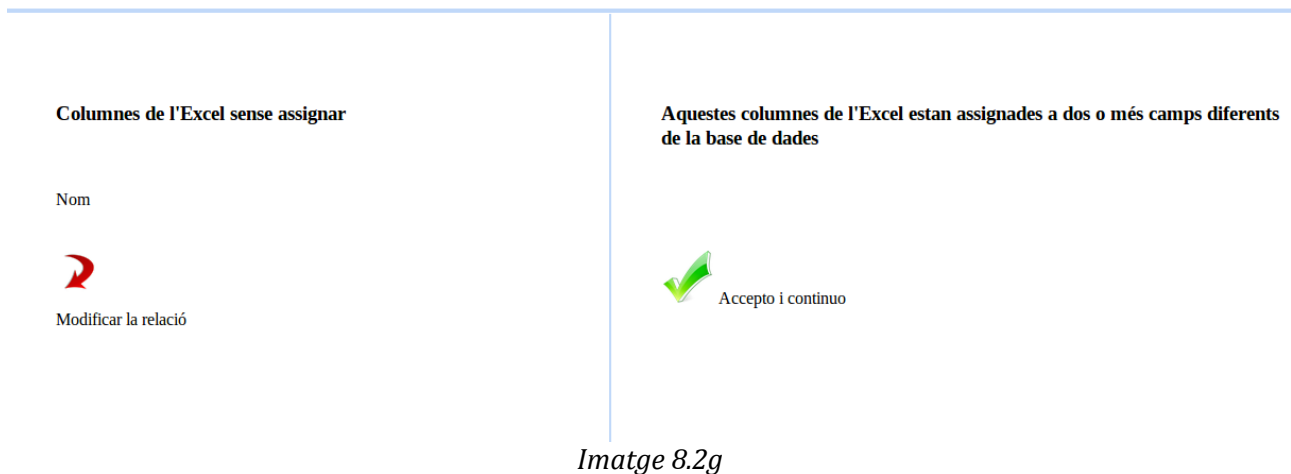 Columnes de l'Excel sense assignar
Nom
Modificar la relació
Aquestes columnes de l'Excel estan assignades a dos o més camps diferents
de la base de dades
Accepto i continuo
Imatge 8.2g